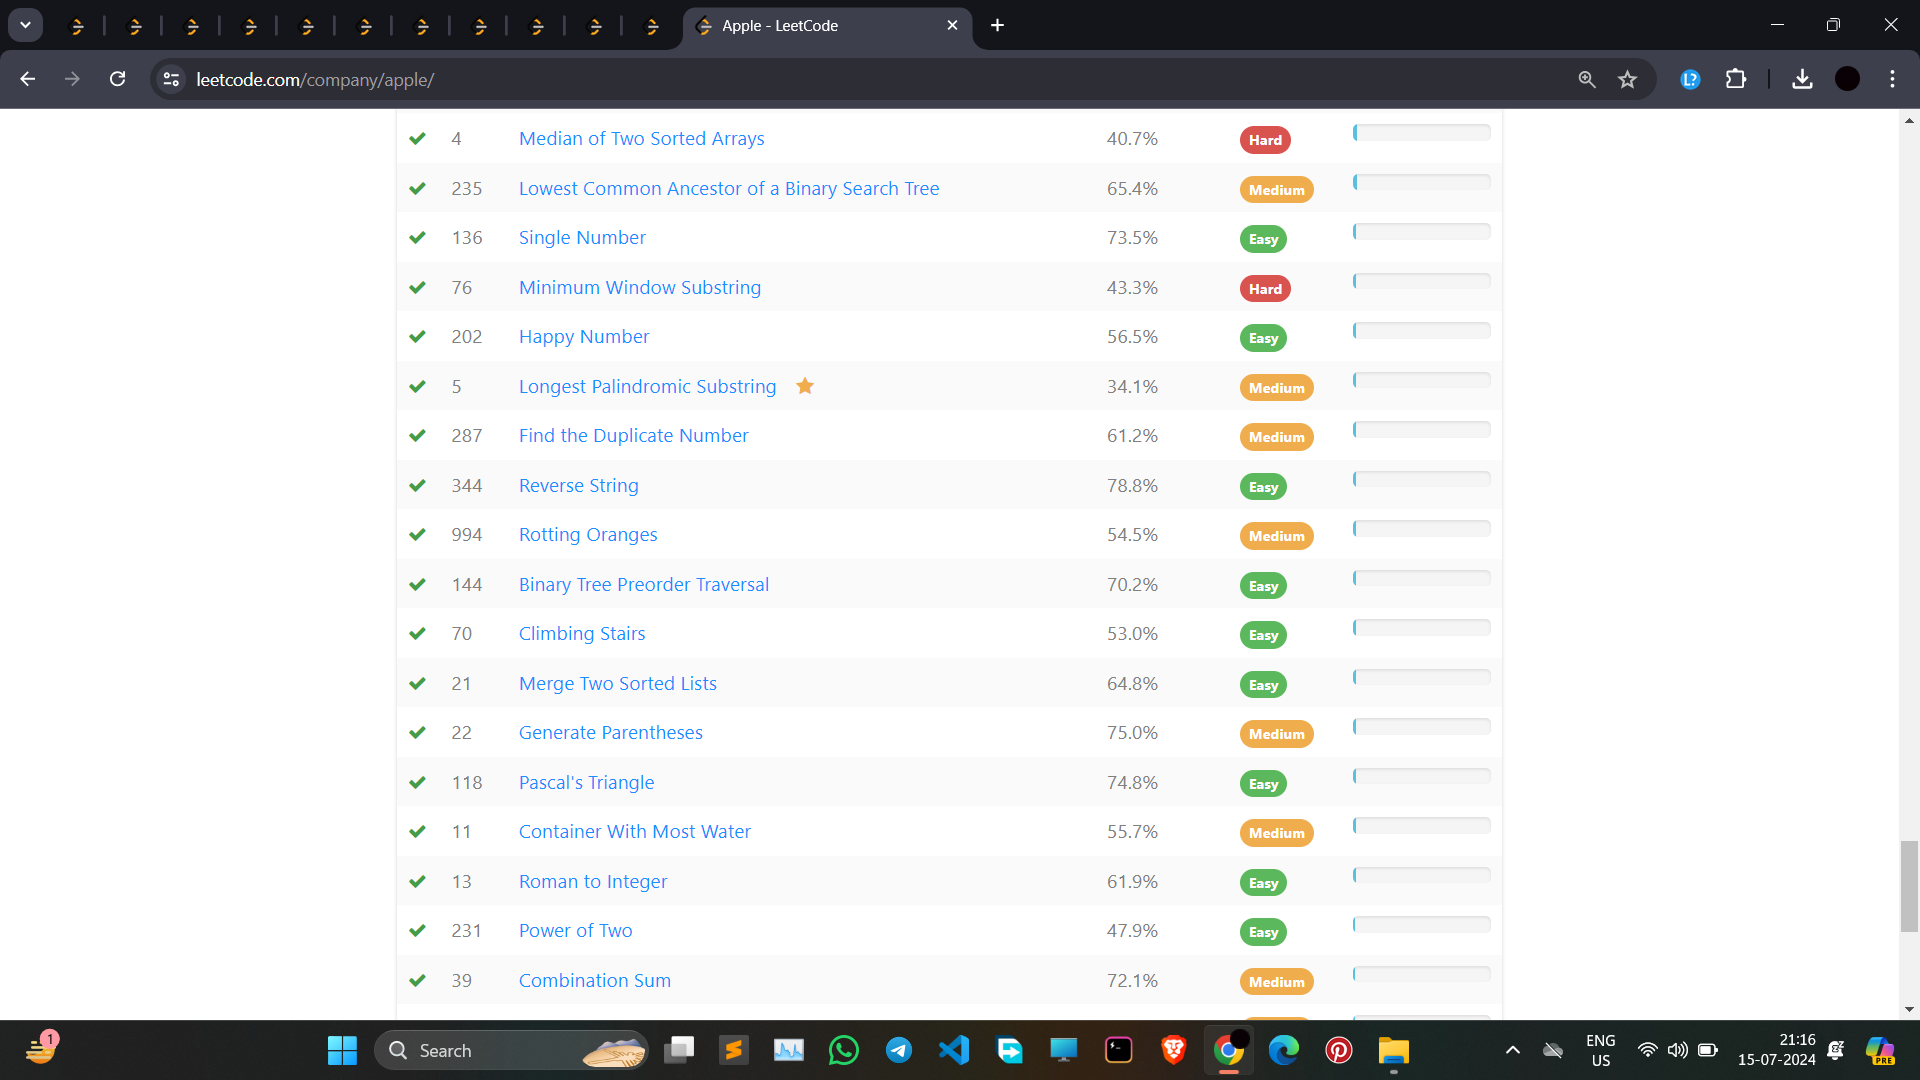 Apple - LeetCode
leetcode.com/company/apple/
L?
4 Median of Two Sorted Arrays 40.7% Hard
235 Lowest Common Ancestor of a Binary Search Tree 65.4% Medium
136 Single Number 73.5% Easy
76 Minimum Window Substring 43.3% Hard
202 Happy Number 56.5% Easy
5 Longest Palindromic Substring 34.1% Medium
287 Find the Duplicate Number 61.2% Medium
344 Reverse String 78.8% Easy
994 Rotting Oranges 54.5% Medium
144 Binary Tree Preorder Traversal 70.2% Easy
70 Climbing Stairs 53.0% Easy
21 Merge Two Sorted Lists 64.8% Easy
22 Generate Parentheses 75.0% Medium
118 Pascal's Triangle 74.8% Easy
11 Container With Most Water 55.7% Medium
13 Roman to Integer 61.9% Easy
231 Power of Two 47.9% Easy
39 Combination Sum 72.1% Medium
1
Search
ENG
US
21:16
15-07-2024
PRE